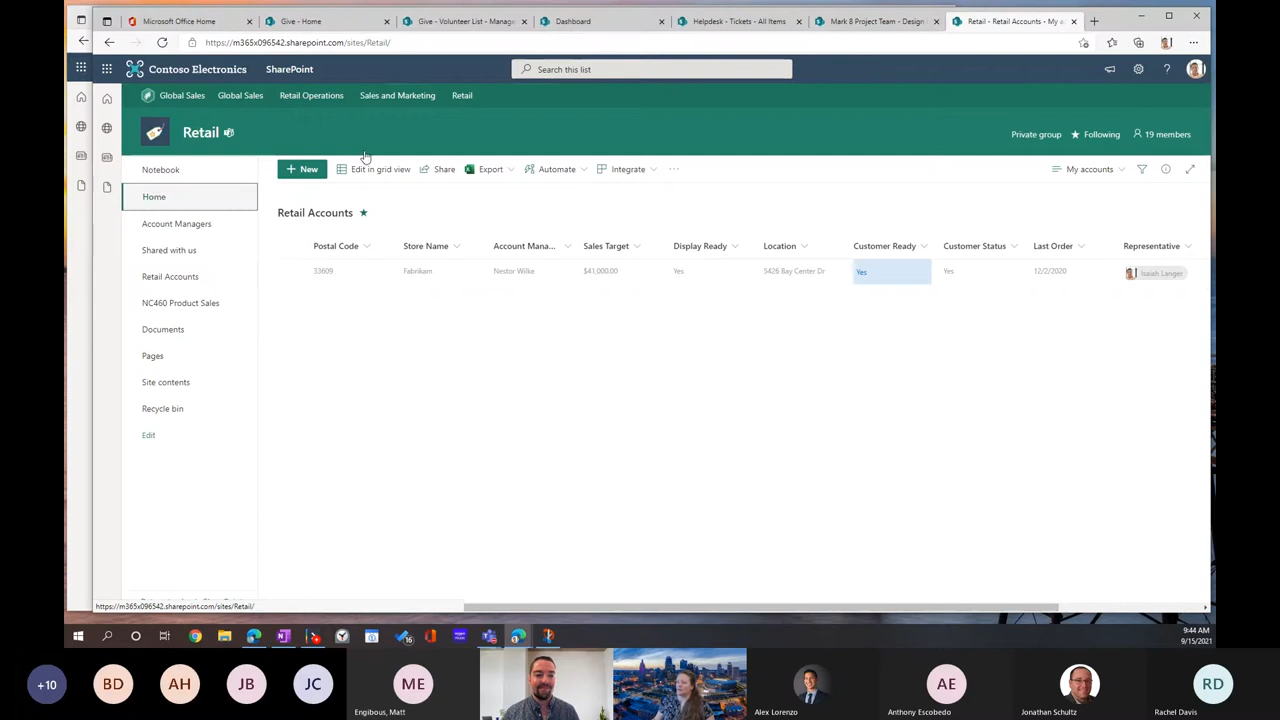 Microsoft Office Home
Give - Home
Give - Volunteer List - Manage
Dashboard
Helpdesk - Tickets - All Items
Mark 8 Project Team - Design
Retail - Retail Accounts - My a
https://m365x096542.sharepoint.com/sites/Retail/
Contoso Electronics
SharePoint
Search this list
Global Sales
Global Sales
Retail Operations
Sales and Marketing
Retail
Retail
Private group
Following
19 members
Notebook
Home
Account Managers
Shared with us
Retail Accounts
NC460 Product Sales
Documents
Pages
Site contents
Recycle bin
Edit
New
Edit in grid view
Share
Export
Automate
Integrate
My accounts
Retail Accounts
Postal Code
Store Name
Account Mana...
Sales Target
Display Ready
Location
Customer Ready
Customer Status
Last Order
Representative
33609
Fabrikam
Nestor Wilke
$41,000.00
Yes
5426 Bay Center Dr
Yes
Yes
12/2/2020
Isaiah Langer
https://m365x096542.sharepoint.com/sites/Retail/
16
9:44 AM
9/15/2021
+10
BD
AH
JB
JC
ME
Engibous, Matt
Alex Lorenzo
AE
Anthony Escobedo
Jonathan Schultz
RD
Rachel Davis